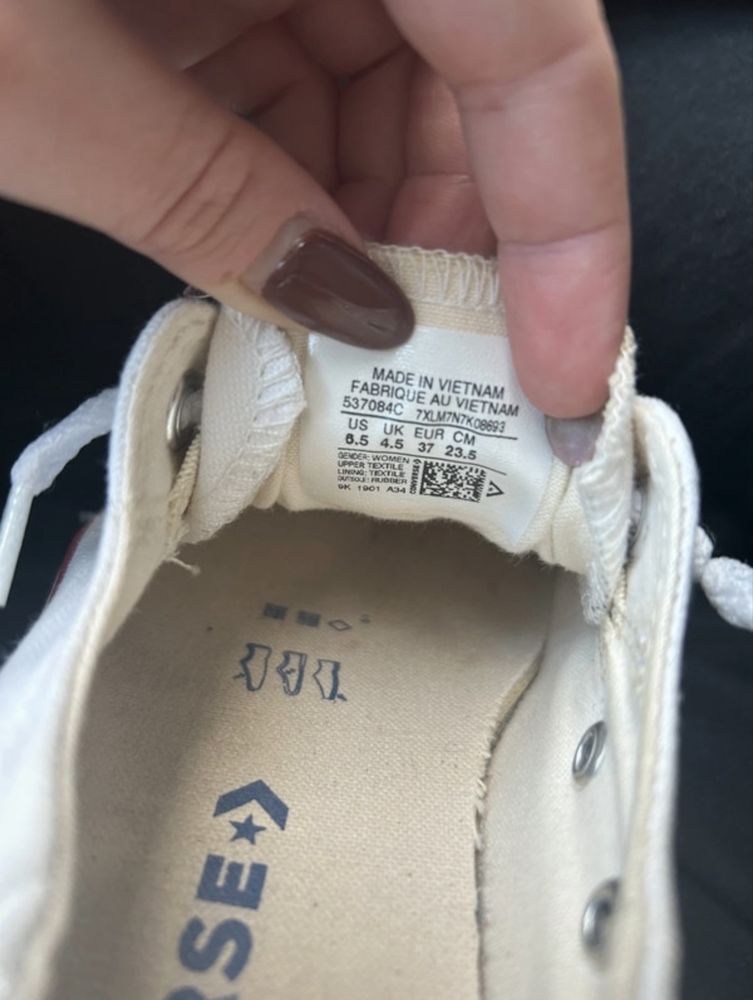 MADE IN VIETNAM
FABRIQUE AU VIETNAM
537084C 7XLM7N7K08693
US UK EUR CM
6.5 4.5 37 23.5
GENDER: WOMEN
UPPER TEXTILE
LINING: TEXTILE
OUTSOLE: RUBBER
9K 1901 A34
CONVERSE
RSE